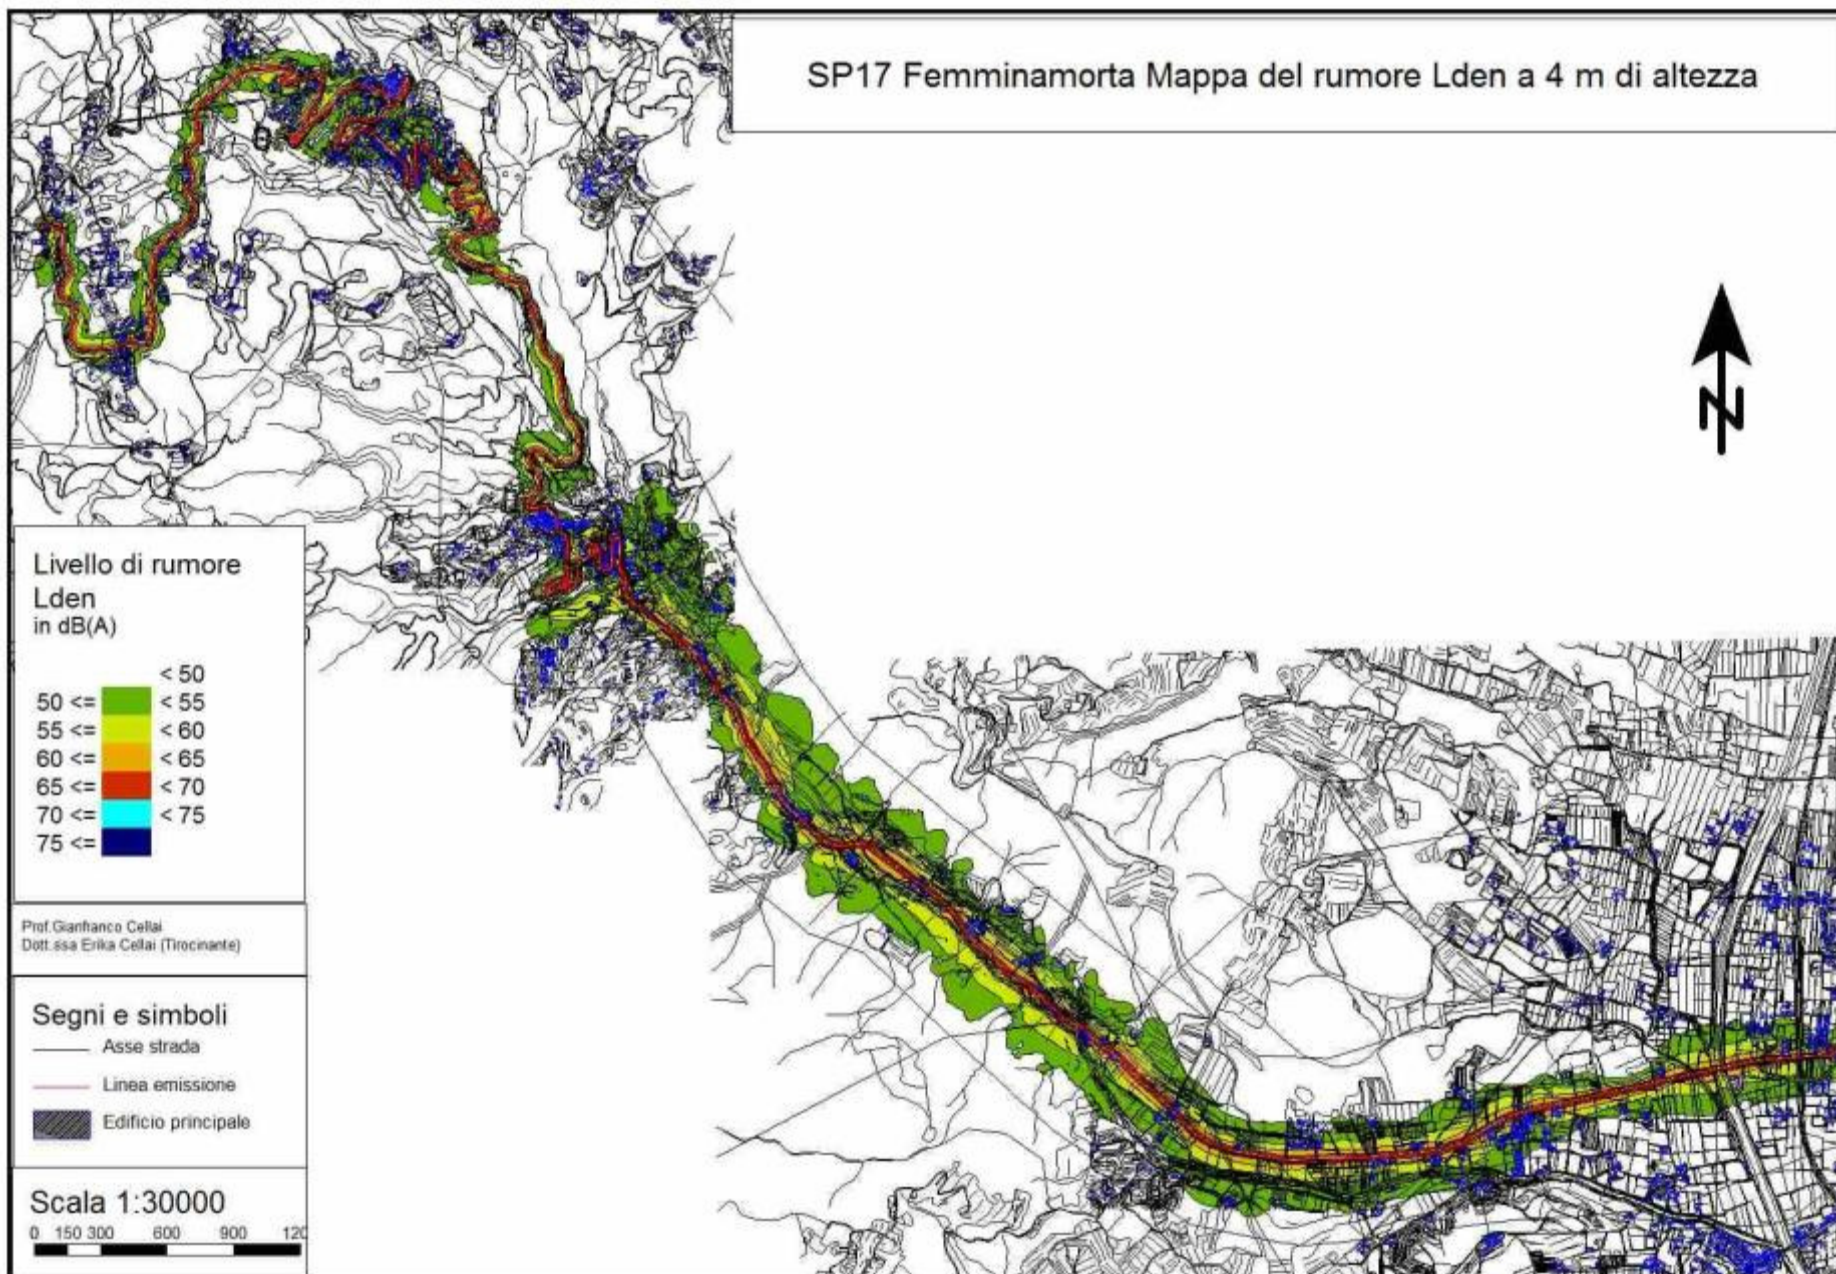 SP17 Femminamorta Mappa del rumore Lden a 4 m di altezza
N
Livello di rumore
Lden
in dB(A)
< 50
50 <= < 55
55 <= < 60
60 <= < 65
65 <= < 70
70 <= < 75
75 <=
Prof.Gianfranco Cellai
Dott.ssa Erika Cellai (Tirocinante)
Segni e simboli
Asse strada
Linea emissione
Edificio principale
Scala 1:30000
0 150 300 600 900 120